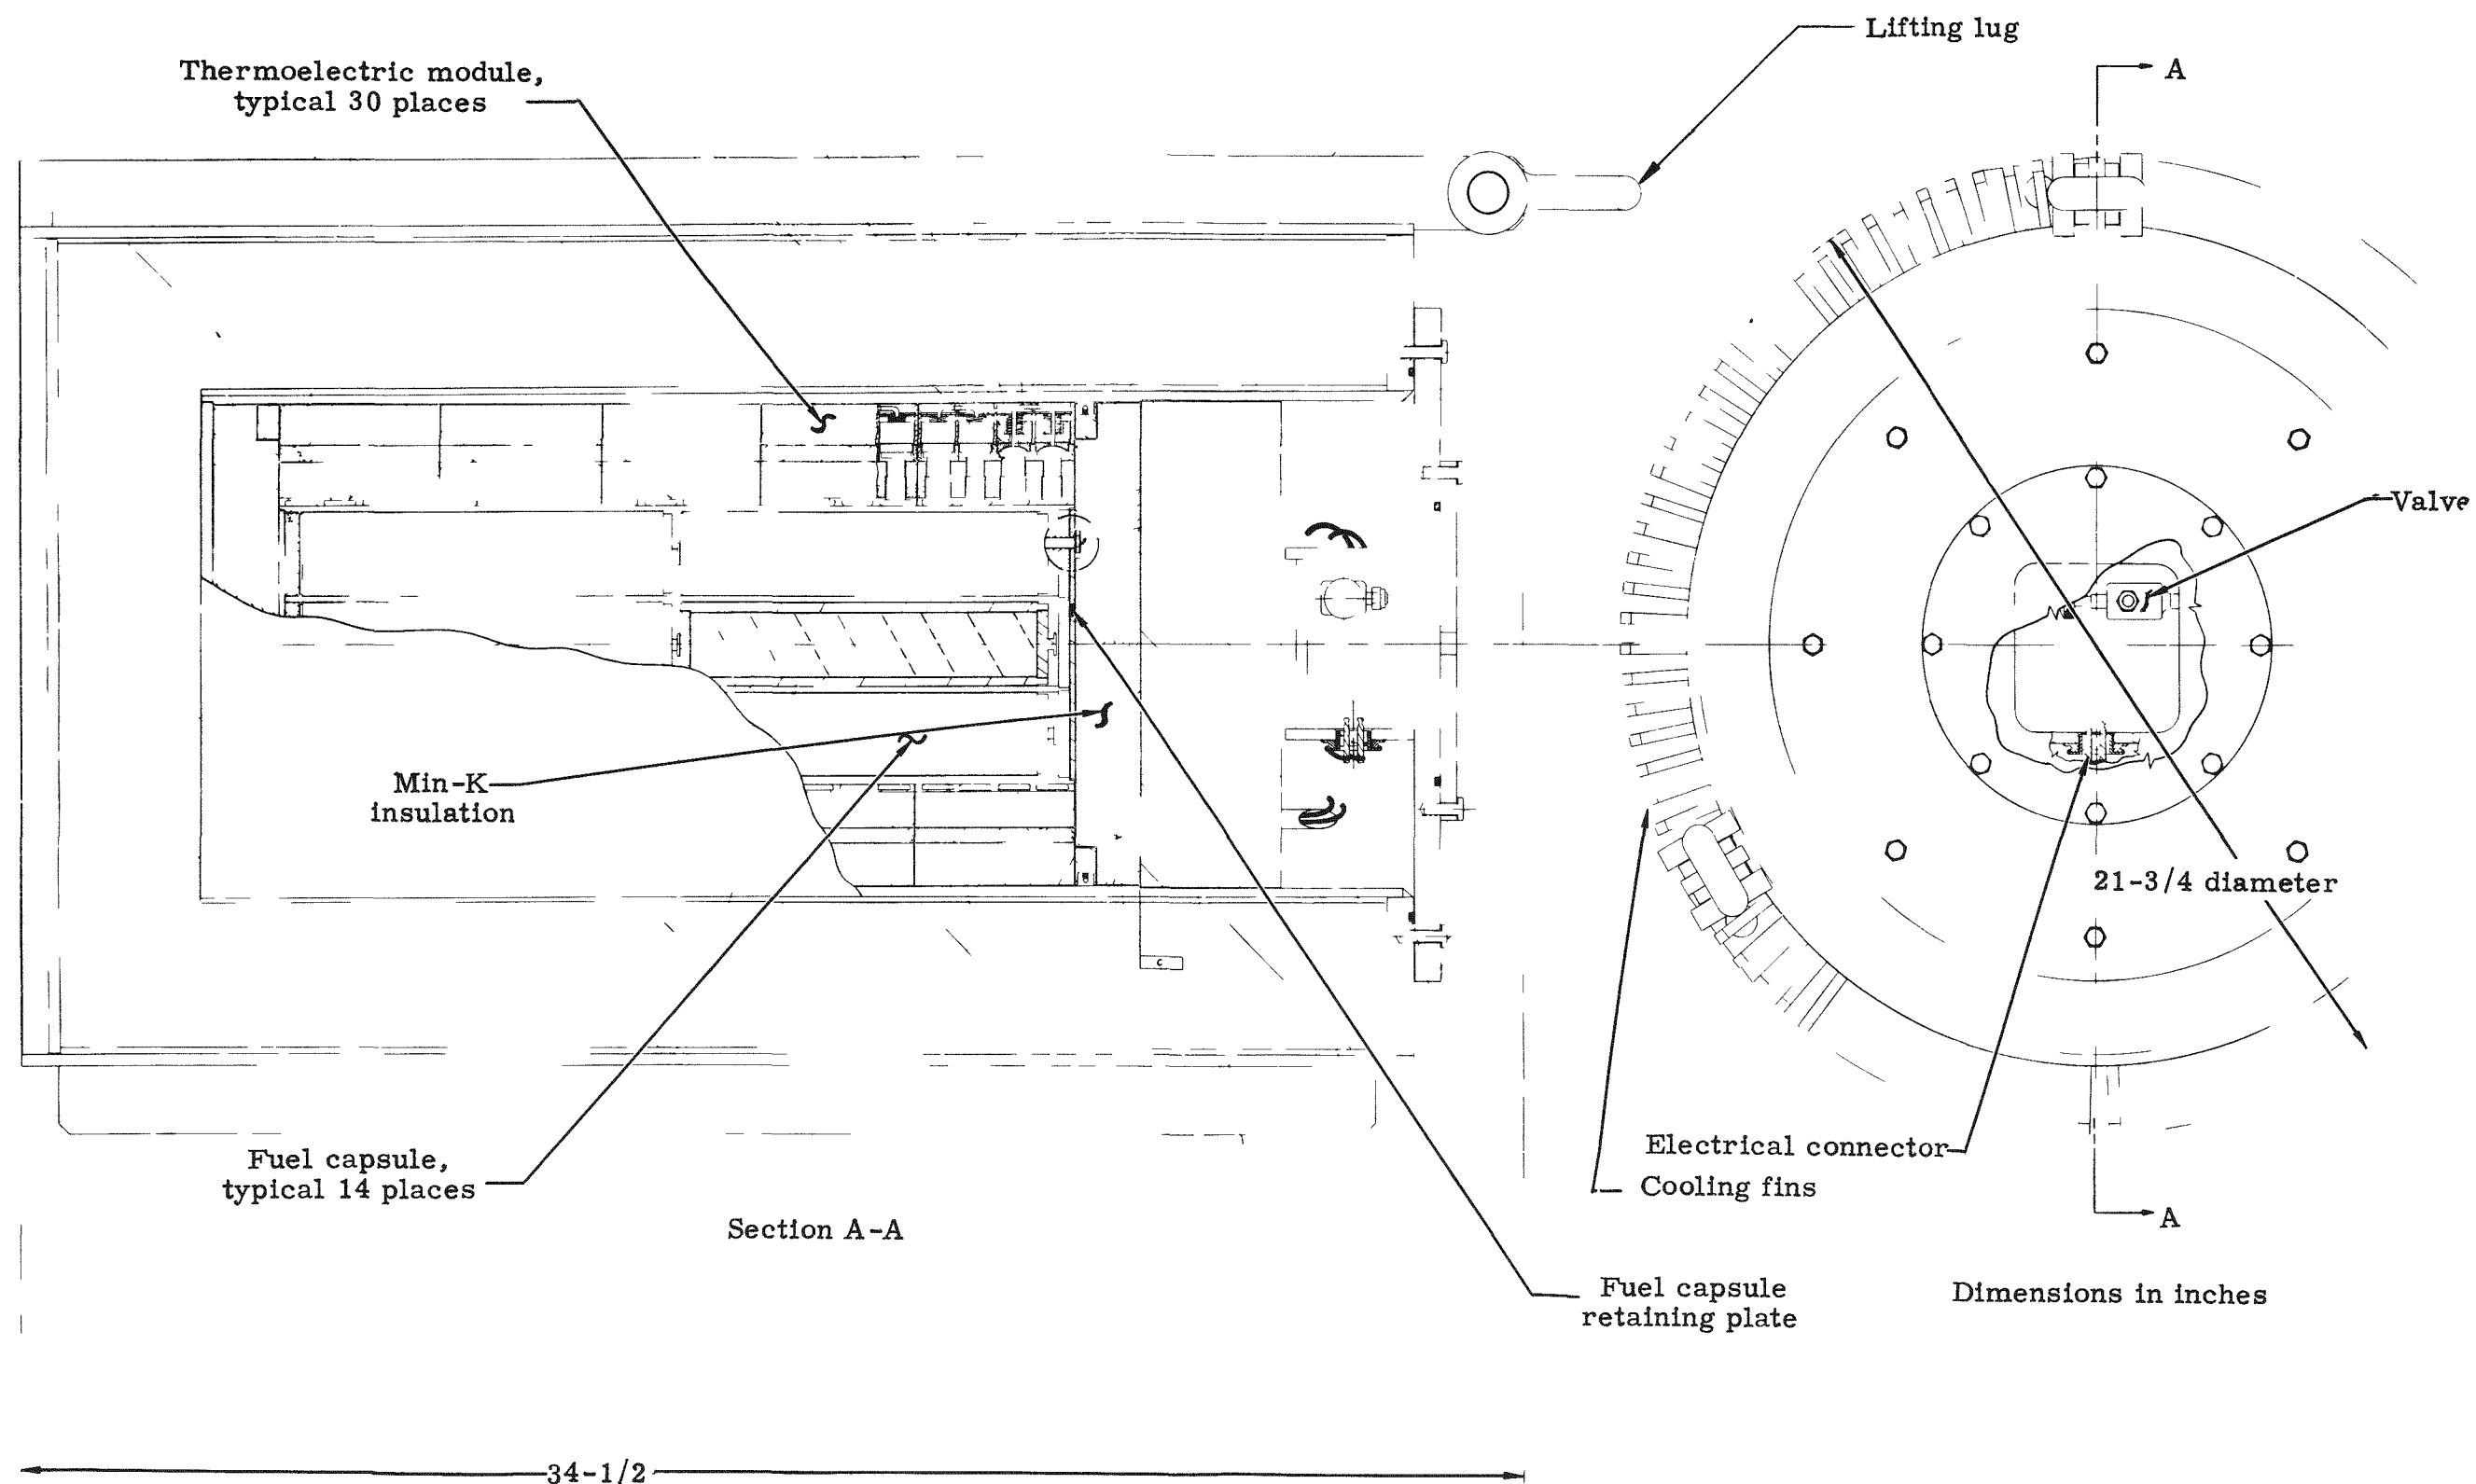 Lifting lug
A
Thermoelectric module,
typical 30 places
Valve
Min-K
insulation
21-3/4 diameter
Fuel capsule,
typical 14 places
Electrical connector
Cooling fins
A
Section A-A
Fuel capsule
retaining plate
Dimensions in inches
34-1/2